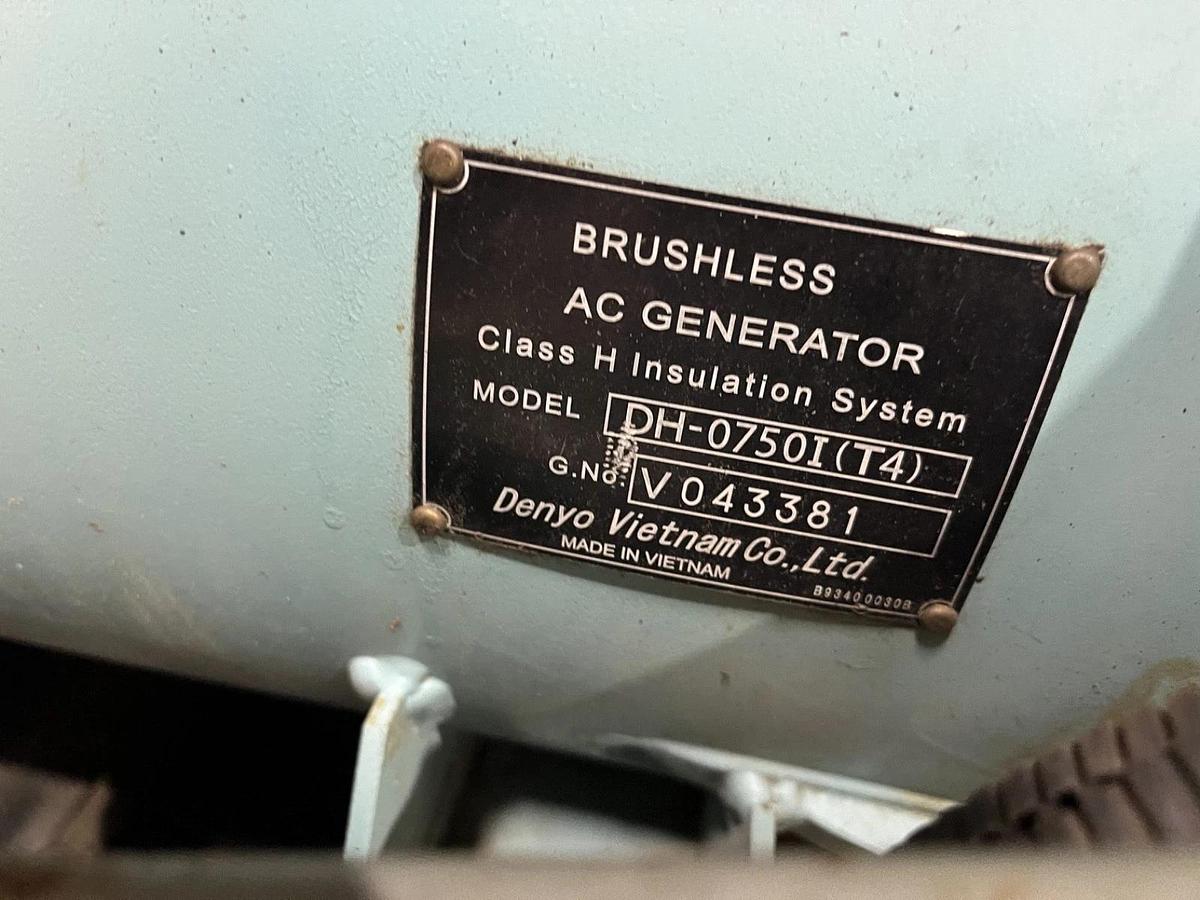 BRUSHLESS
AC GENERATOR
Class H Insulation System
MODEL DH-0750I(T4)
G.No. V043381
Denyo Vietnam Co.,Ltd.
MADE IN VIETNAM
B93400030B